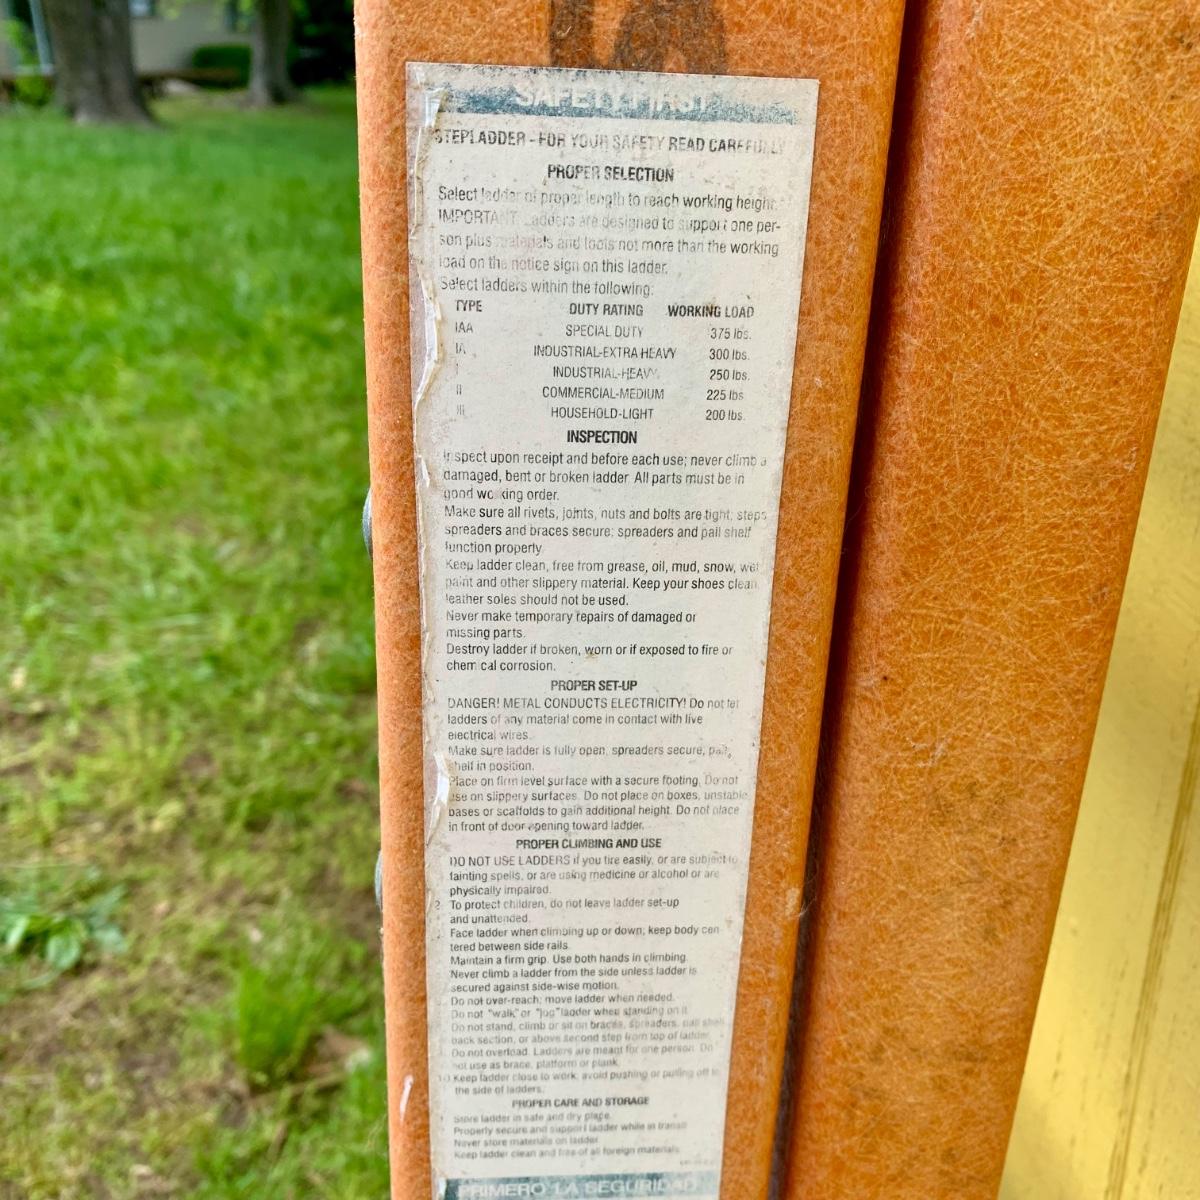 SAFETY FIRST
STEPLADDER - FOR YOUR SAFETY READ CAREFULLY
PROPER SELECTION
Select ladder of proper length to reach working height.
IMPORTANT: Ladders are designed to support one per-
son plus materials and tools not more than the working
load on the notice sign on this ladder.
Select ladders within the following:
TYPE DUTY RATING WORKING LOAD
IAA SPECIAL DUTY 375 lbs.
IA INDUSTRIAL-EXTRA HEAVY 300 lbs.
I INDUSTRIAL-HEAVY 250 lbs.
II COMMERCIAL-MEDIUM 225 lbs
III HOUSEHOLD-LIGHT 200 lbs.
INSPECTION
Inspect upon receipt and before each use; never climb a
damaged, bent or broken ladder. All parts must be in
good working order.
Make sure all rivets, joints, nuts and bolts are tight; steps
spreaders and braces secure; spreaders and pail shelf
function properly.
Keep ladder clean, free from grease, oil, mud, snow, wet
paint and other slippery material. Keep your shoes clean
leather soles should not be used.
Never make temporary repairs of damaged or
missing parts.
Destroy ladder if broken, worn or if exposed to fire or
chemical corrosion.
PROPER SET-UP
DANGER! METAL CONDUCTS ELECTRICITY! Do not let
ladders of any material come in contact with live
electrical wires.
Make sure ladder is fully open, spreaders secure, pail
shelf in position.
Place on firm level surface with a secure footing. Do not
use on slippery surfaces. Do not place on boxes, unstable
bases or scaffolds to gain additional height. Do not place
in front of door opening toward ladder.
PROPER CLIMBING AND USE
DO NOT USE LADDERS if you tire easily, or are subject to
fainting spells, or are using medicine or alcohol or are
physically impaired.
2. To protect children, do not leave ladder set-up
and unattended.
Face ladder when climbing up or down; keep body cen
tered between side rails.
Maintain a firm grip. Use both hands in climbing.
Never climb a ladder from the side unless ladder is
secured against side-wise motion.
Do not over-reach; move ladder when needed.
Do not "walk" or "jog" ladder when standing on it.
Do not stand, climb or sit on braces, spreaders, pail shelf
back section, or above second step from top of ladder.
Do not overload. Ladders are meant for one person. Do
not use as brace, platform or plank.
10. Keep ladder close to work; avoid pushing or pulling off to
the side of ladders.
PROPER CARE AND STORAGE
Store ladder in safe and dry place.
Properly secure and support ladder while in transit
Never store materials on ladder.
Keep ladder clean and free of all foreign materials.
PRIMERO LA SEGURIDAD